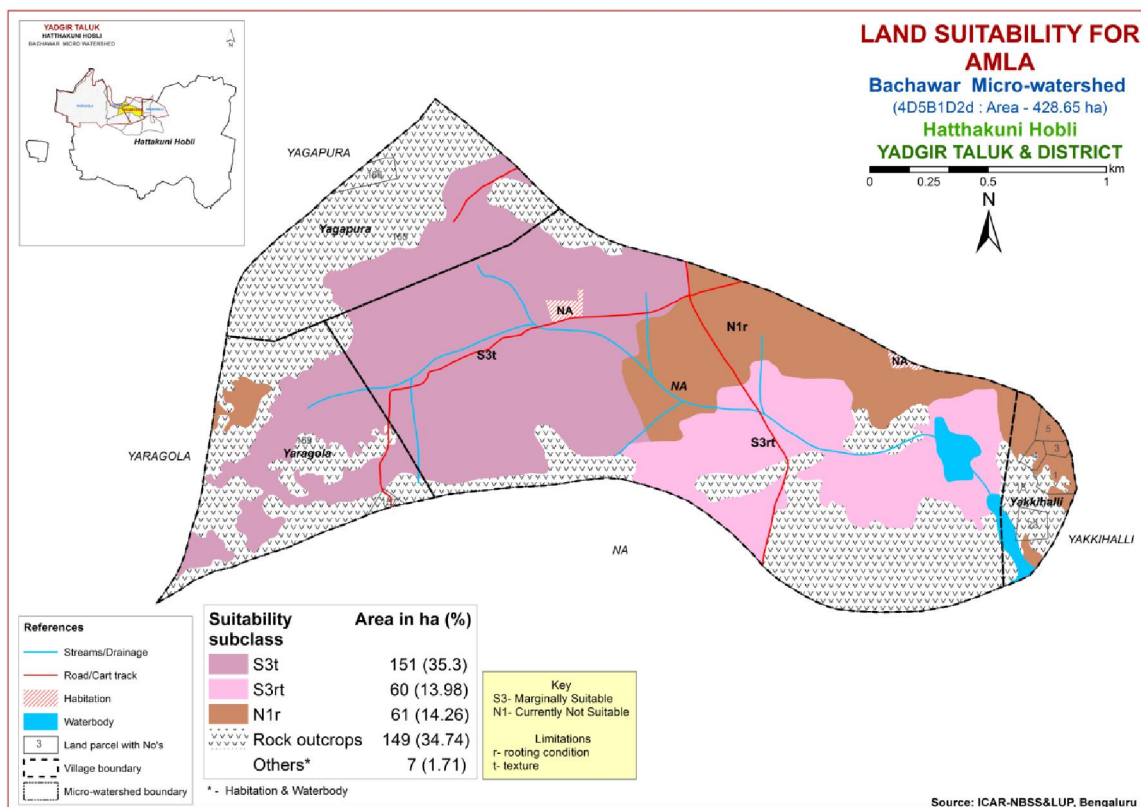 YADGIR TALUK
HATTHAKUNI HOBLI
BACHAWAR MICRO-WATERSHED
N
Hattakuni Hobli
LAND SUITABILITY FOR
AMLA
Bachawar Micro-watershed
(4D5B1D2d : Area - 428.65 ha)
Hatthakuni Hobli
YADGIR TALUK & DISTRICT
km
0 0.25 0.5 1
N
YAGAPURA
Yagapura
NA
N1r
S3t
NA
NA
S3rt
YARAGOLA
Yaragola
5
3
Yakkihalli
YAKKIHALLI
NA
References
Streams/Drainage
Road/Cart track
Habitation
Waterbody
3 Land parcel with No's
Village boundary
Micro-watershed boundary
Suitability subclass Area in ha (%)
S3t 151 (35.3)
S3rt 60 (13.98)
N1r 61 (14.26)
Rock outcrops 149 (34.74)
Others* 7 (1.71)
* - Habitation & Waterbody
Key
S3- Marginally Suitable
N1- Currently Not Suitable
Limitations
r- rooting condition
t- texture
Source: ICAR-NBSS&LUP, Bengaluru